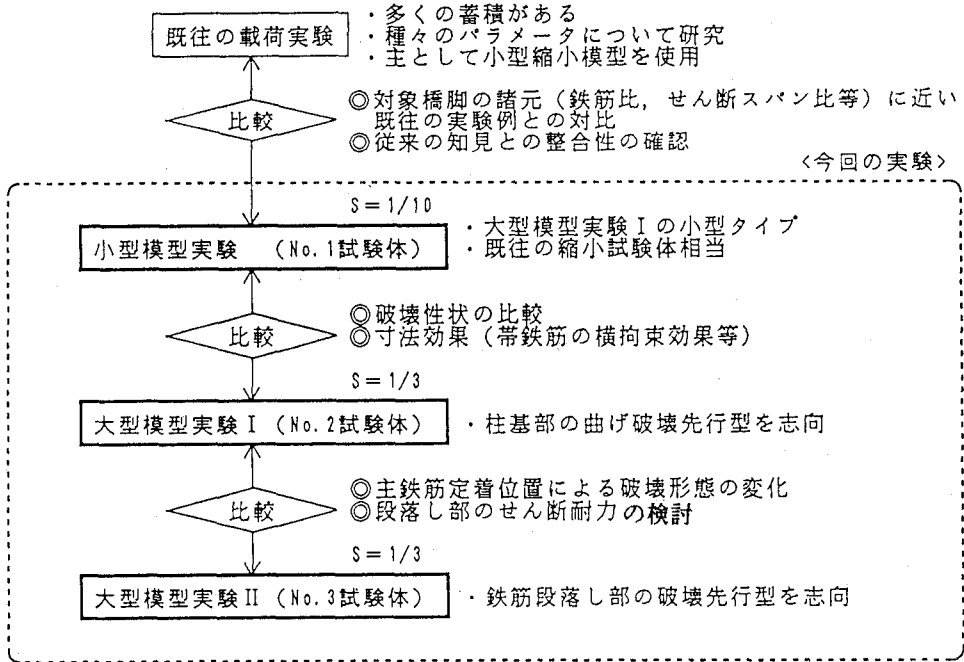 既往の載荷実験
・多くの蓄積がある
・種々のパラメータについて研究
・主として小型縮小模型を使用
比較
◎対象橋脚の諸元（鉄筋比，せん断スパン比等）に近い
既往の実験例との対比
◎従来の知見との整合性の確認
<今回の実験>
S=1/10
小型模型実験　（No.1試験体）
・大型模型実験Ⅰの小型タイプ
・既往の縮小試験体相当
比較
◎破壊性状の比較
◎寸法効果（帯鉄筋の横拘束効果等）
S=1/3
大型模型実験Ⅰ（No.2試験体）
・柱基部の曲げ破壊先行型を志向
比較
◎主鉄筋定着位置による破壊形態の変化
◎段落し部のせん断耐力の検討
S=1/3
大型模型実験Ⅱ（No.3試験体）
・鉄筋段落し部の破壊先行型を志向